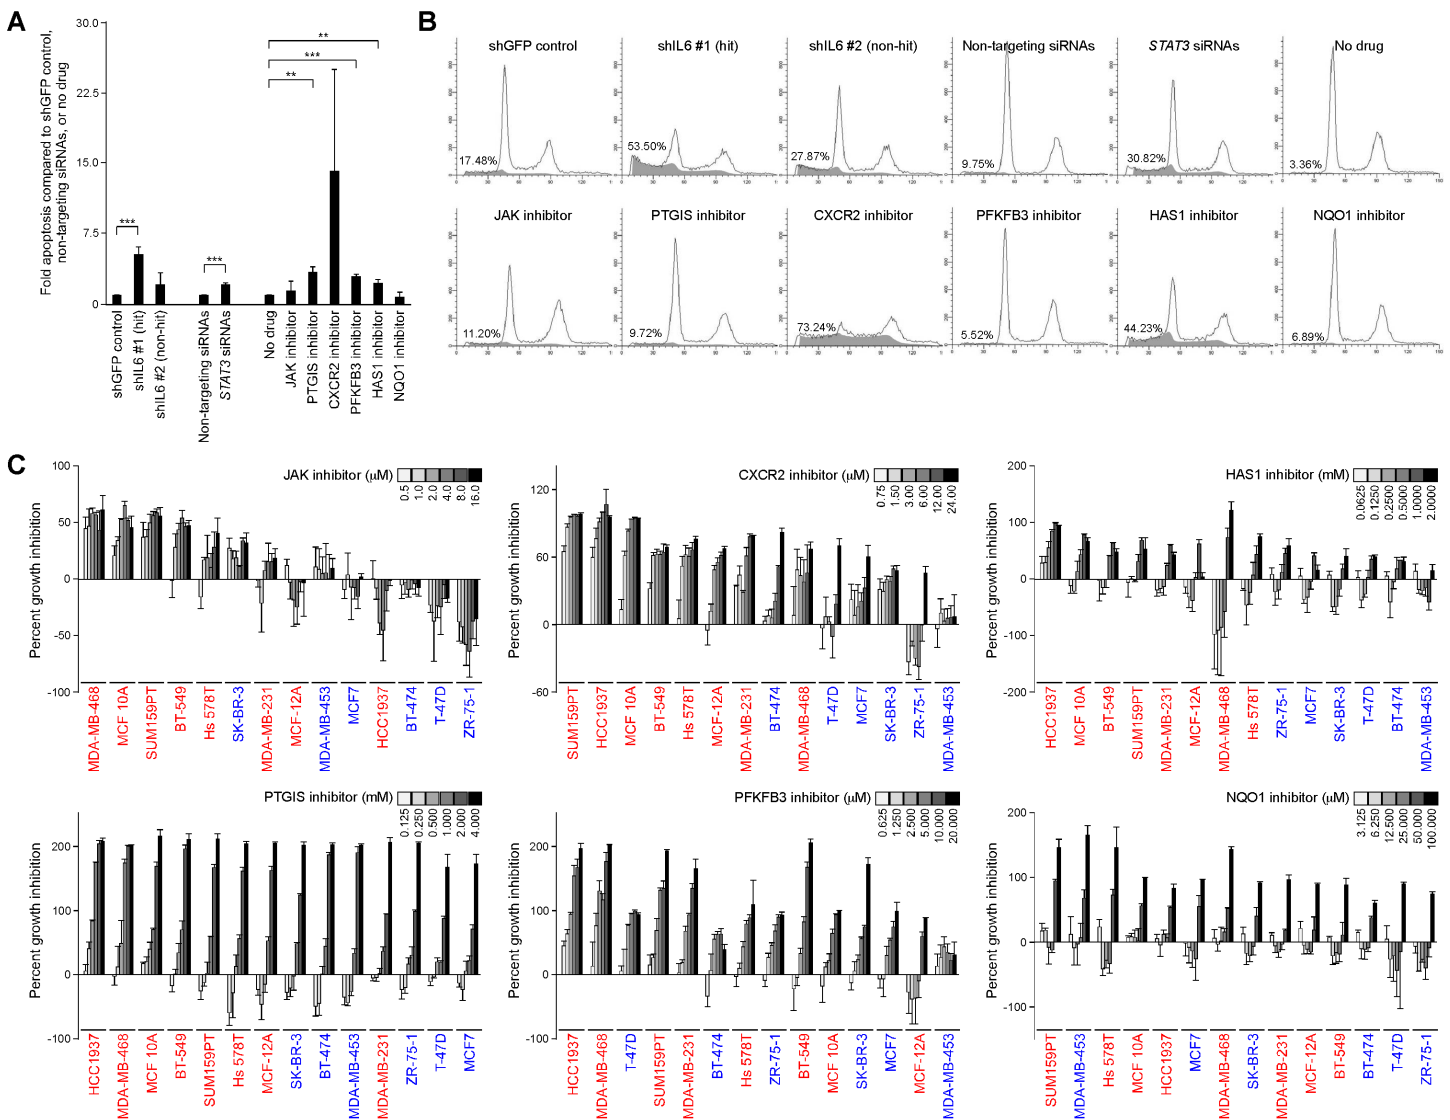 A
Fold apoptosis compared to shGFP control,
non-targeting siRNAs, or no drug
30.0
22.5
15.0
7.5
0
***
***
**
***
**
shGFP control
shIL6 #1 (hit)
shIL6 #2 (non-hit)
Non-targeting siRNAs
STAT3 siRNAs
No drug
JAK inhibitor
PTGIS inhibitor
CXCR2 inhibitor
PFKFB3 inhibitor
HAS1 inhibitor
NQO1 inhibitor
B
shGFP control
17.48%
shIL6 #1 (hit)
53.50%
shIL6 #2 (non-hit)
27.87%
Non-targeting siRNAs
9.75%
STAT3 siRNAs
30.82%
No drug
3.36%
JAK inhibitor
11.20%
PTGIS inhibitor
9.72%
CXCR2 inhibitor
73.24%
PFKFB3 inhibitor
5.52%
HAS1 inhibitor
44.23%
NQO1 inhibitor
6.89%
C
JAK inhibitor (µM)
0.5
1.0
2.0
4.0
8.0
16.0
Percent growth inhibition
100
50
0
-50
-100
MDA-MB-468
MCF 10A
SUM159PT
BT-549
Hs 578T
SK-BR-3
MDA-MB-231
MCF-12A
MDA-MB-453
MCF7
HCC1937
BT-474
T-47D
ZR-75-1
CXCR2 inhibitor (µM)
0.75
1.50
3.00
6.00
12.00
24.00
Percent growth inhibition
120
60
0
-60
SUM159PT
HCC1937
MCF 10A
BT-549
Hs 578T
MCF-12A
MDA-MB-231
BT-474
MDA-MB-468
T-47D
MCF7
SK-BR-3
ZR-75-1
MDA-MB-453
HAS1 inhibitor (mM)
0.0625
0.1250
0.2500
0.5000
1.0000
2.0000
Percent growth inhibition
200
100
0
-100
-200
HCC1937
MCF 10A
BT-549
SUM159PT
MDA-MB-231
MCF-12A
MDA-MB-468
Hs 578T
ZR-75-1
MCF7
SK-BR-3
T-47D
BT-474
MDA-MB-453
PTGIS inhibitor (mM)
0.125
0.250
0.500
1.000
2.000
4.000
Percent growth inhibition
200
100
0
-100
HCC1937
MDA-MB-468
MCF 10A
BT-549
SUM159PT
Hs 578T
MCF-12A
SK-BR-3
BT-474
MDA-MB-453
MDA-MB-231
ZR-75-1
T-47D
MCF7
PFKFB3 inhibitor (µM)
0.625
1.250
2.500
5.000
10.000
20.000
Percent growth inhibition
200
100
0
-100
HCC1937
MDA-MB-468
T-47D
SUM159PT
MDA-MB-231
BT-474
Hs 578T
ZR-75-1
BT-549
MCF 10A
SK-BR-3
MCF7
MCF-12A
MDA-MB-453
NQO1 inhibitor (µM)
3.125
6.250
12.500
25.000
50.000
100.000
Percent growth inhibition
200
100
0
-100
SUM159PT
MDA-MB-453
Hs 578T
MCF 10A
HCC1937
MCF7
MDA-MB-468
SK-BR-3
MDA-MB-231
MCF-12A
BT-549
BT-474
T-47D
ZR-75-1